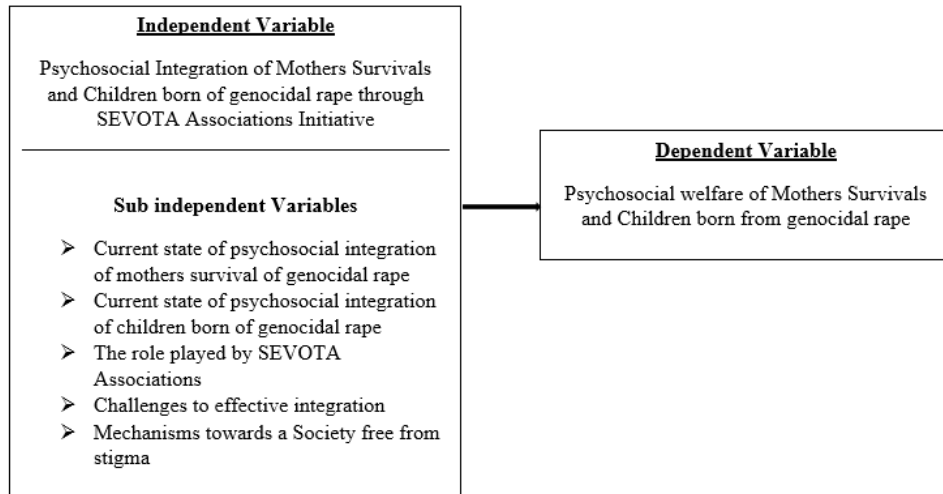 Independent Variable
Psychosocial Integration of Mothers Survivals
and Children born of genocidal rape through
SEVOTA Associations Initiative
Sub independent Variables
➤ Current state of psychosocial integration
of mothers survival of genocidal rape
➤ Current state of psychosocial integration
of children born of genocidal rape
➤ The role played by SEVOTA
Associations
➤ Challenges to effective integration
➤ Mechanisms towards a Society free from
stigma
Dependent Variable
Psychosocial welfare of Mothers Survivals
and Children born from genocidal rape